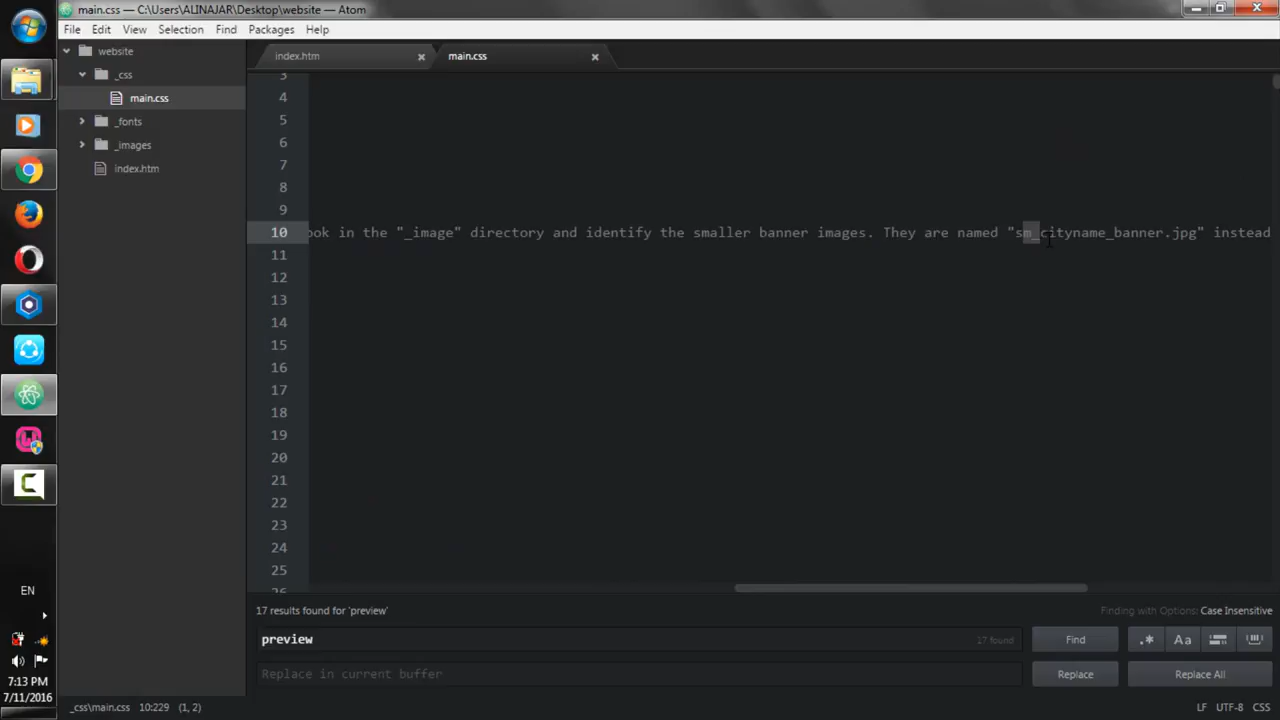 main.css — C:\Users\ALINAJAR\Desktop\website — Atom
File Edit View Selection Find Packages Help
website
_css
main.css
_fonts
_images
index.htm
index.htm
main.css
3
4
5
6
7
8
9
10 ook in the "_image" directory and identify the smaller banner images. They are named "sm_cityname_banner.jpg" instead
11
12
13
14
15
16
17
18
19
20
21
22
23
24
25
26
17 results found for 'preview'
Finding with Options: Case Insensitive
preview
17 found
Find
.*
Aa
Replace in current buffer
Replace
Replace All
_css\main.css 10:229 (1, 2)
LF UTF-8 CSS
EN
7:13 PM
7/11/2016